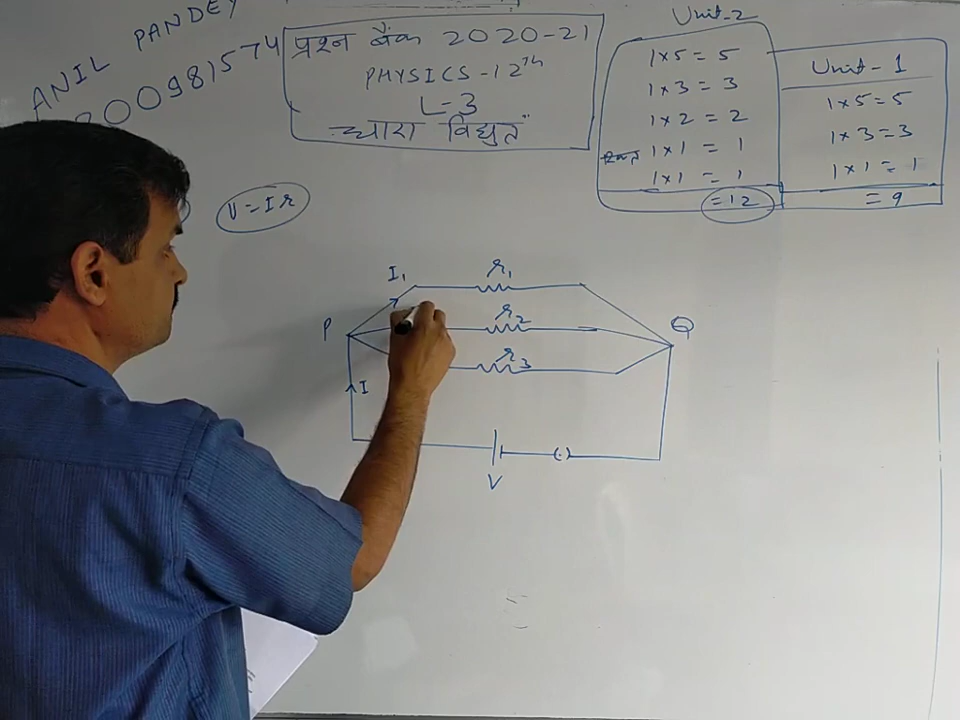 ANIL PANDEY
981574
प्रश्न बैंक 2020-21
PHYSICS-12th
L-3
धारा विद्युत
Unit-2
1×5=5
1×3=3
1×2=2
1×1=1
1×1=1
=12
Unit-1
1×5=5
1×3=3
1×1=1
=9
V=Ir
I₁
r₁
r₂
r₃
P
Q
I
V